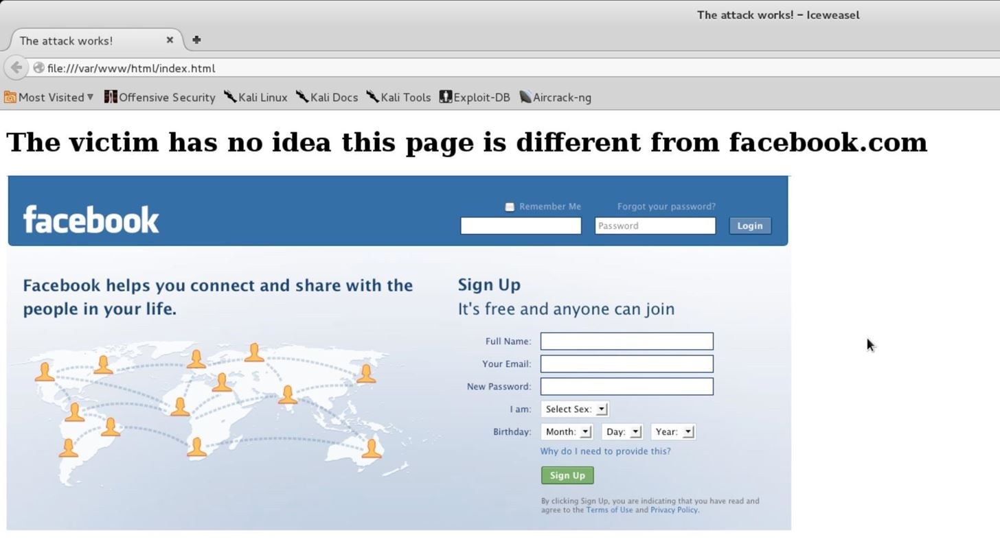 The attack works! – Iceweasel
The attack works!
file:///var/www/html/index.html
Most Visited Offensive Security Kali Linux Kali Docs Kali Tools Exploit-DB Aircrack-ng
The victim has no idea this page is different from facebook.com
Remember Me Forgot your password?
facebook
Password Login
Facebook helps you connect and share with the
people in your life.
Sign Up
It's free and anyone can join
Full Name:
Your Email:
New Password:
I am: Select Sex:
Birthday: Month: Day: Year:
Why do I need to provide this?
Sign Up
By clicking Sign Up, you are indicating that you have read and
agree to the Terms of Use and Privacy Policy.